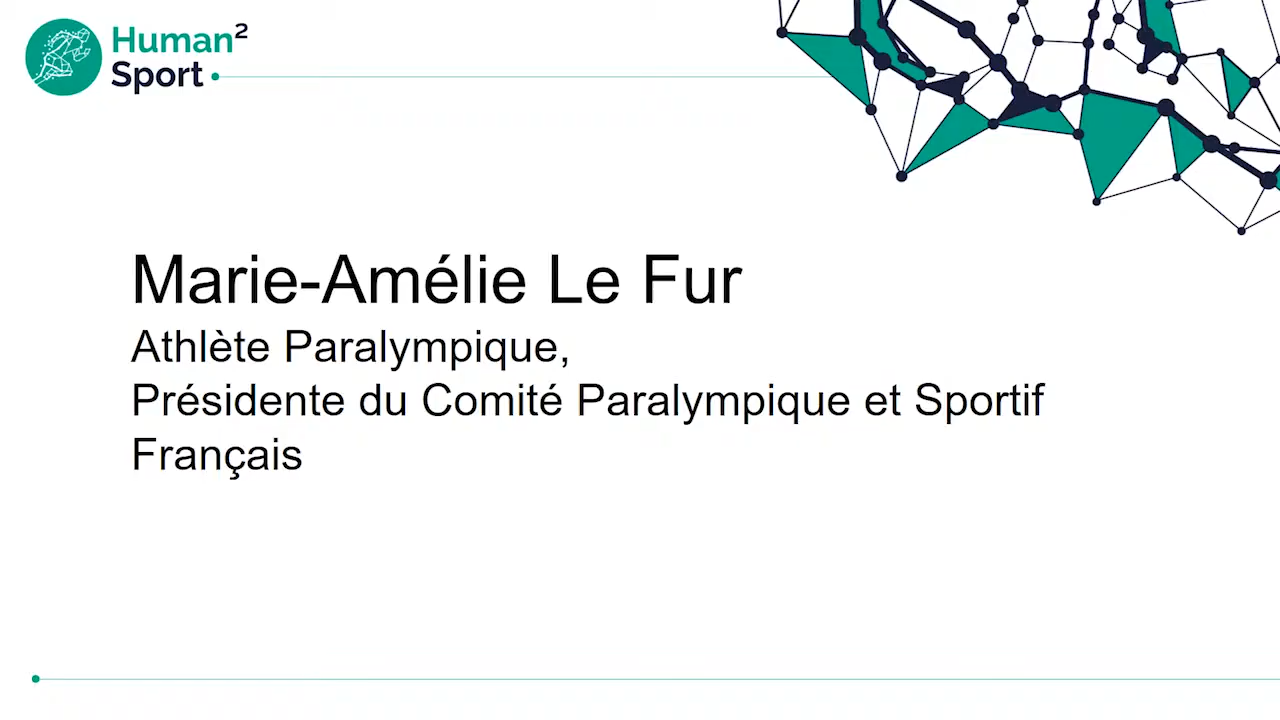 Human²
Sport
Marie-Amélie Le Fur
Athlète Paralympique,
Présidente du Comité Paralympique et Sportif
Français